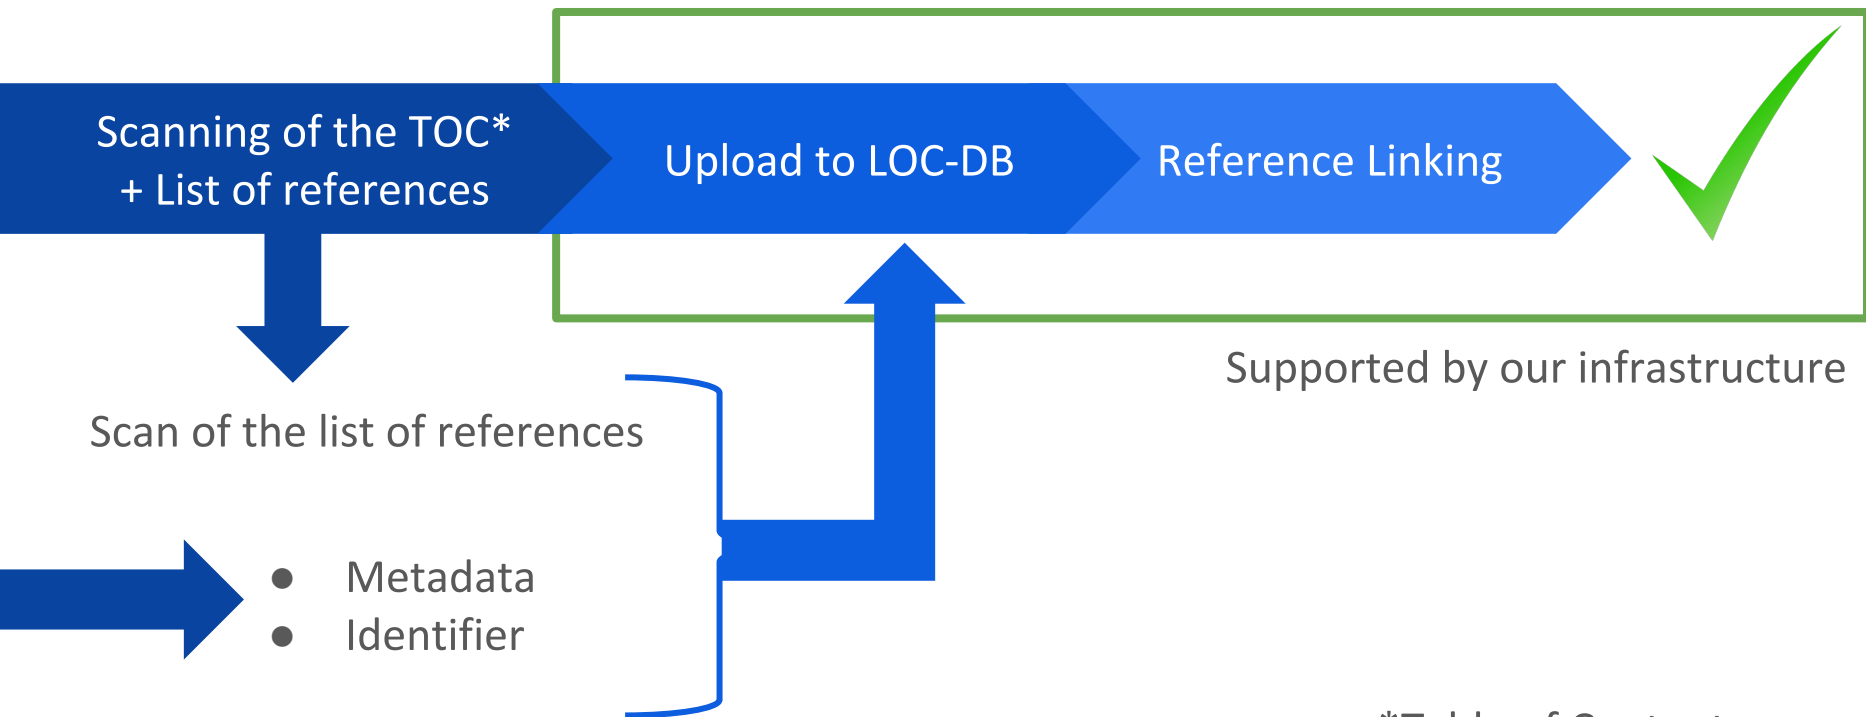 Scanning of the TOC*
+ List of references
Upload to LOC-DB
Reference Linking
Supported by our infrastructure
Scan of the list of references
● Metadata
● Identifier